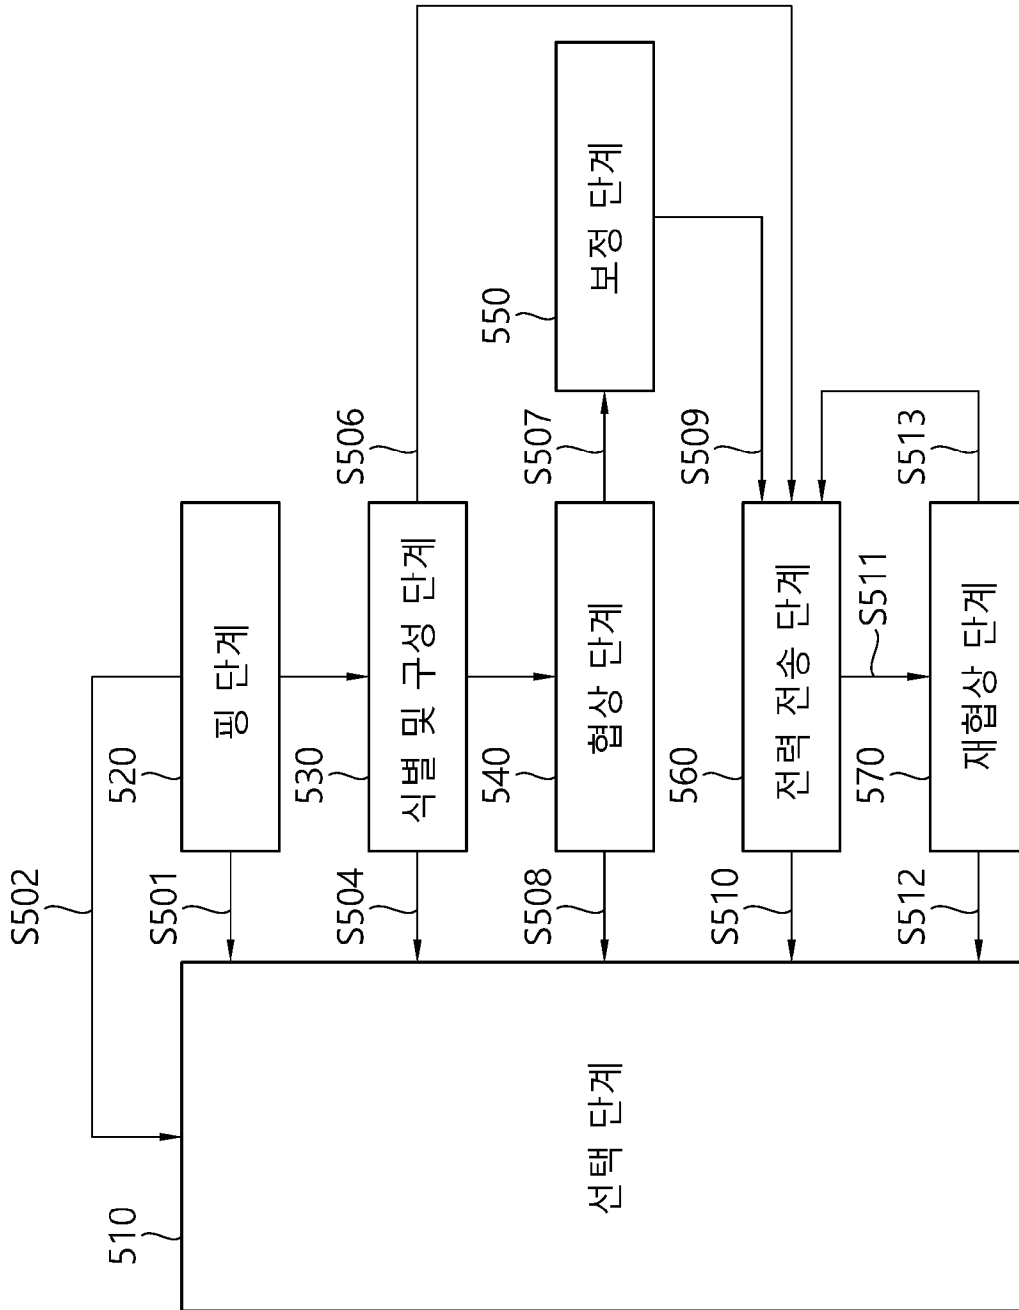 S502
510
선택 단계
520
핑 단계
S501
530
식별 및 구성 단계
S504
S506
540
협상 단계
S508
S507
550
보정 단계
S509
560
전력 전송 단계
S510
S511
570
재협상 단계
S512
S513